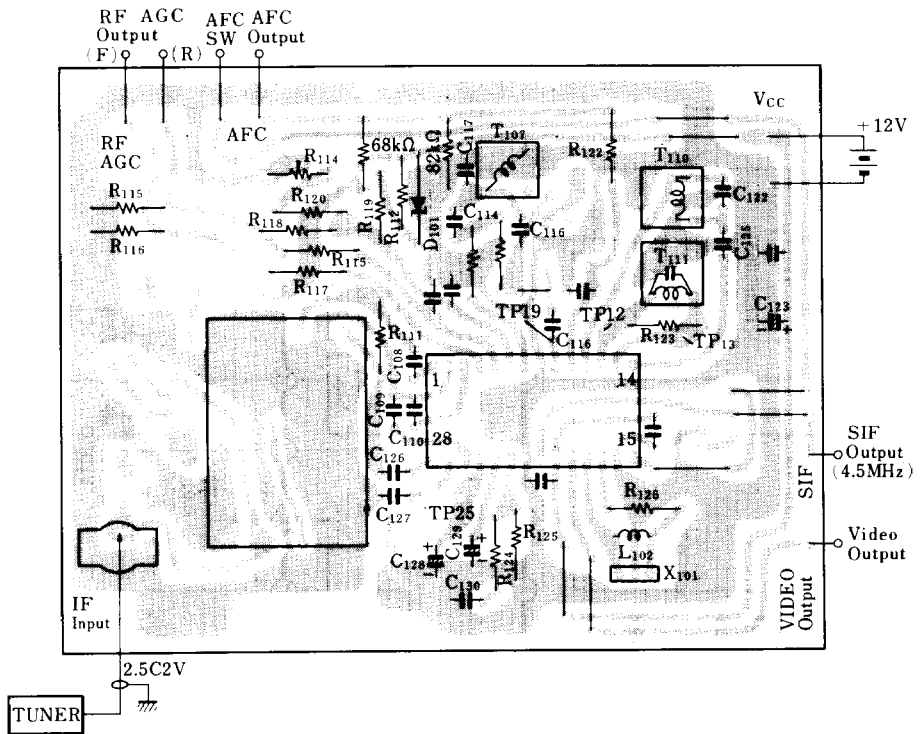 RF AGC AFC AFC
Output SW Output
(F) (R)
VCC
+12V
RF
AGC
AFC
R114
68kΩ
82kΩ
C117
T107
R122
T110
C122
R115
R116
R120
R118
R115
R117
R119
R112
D101
C114
C116
T111
C125
C123
TP19
TP12
R123
TP13
C116
R111
C108
C109
C110
1
14
28
15
C126
C127
TP25
C129
C128
C130
R124
R125
R126
L102
X101
SIF
SIF
Output
(4.5MHz)
Video
Output
VIDEO
Output
IF
Input
2.5C2V
TUNER